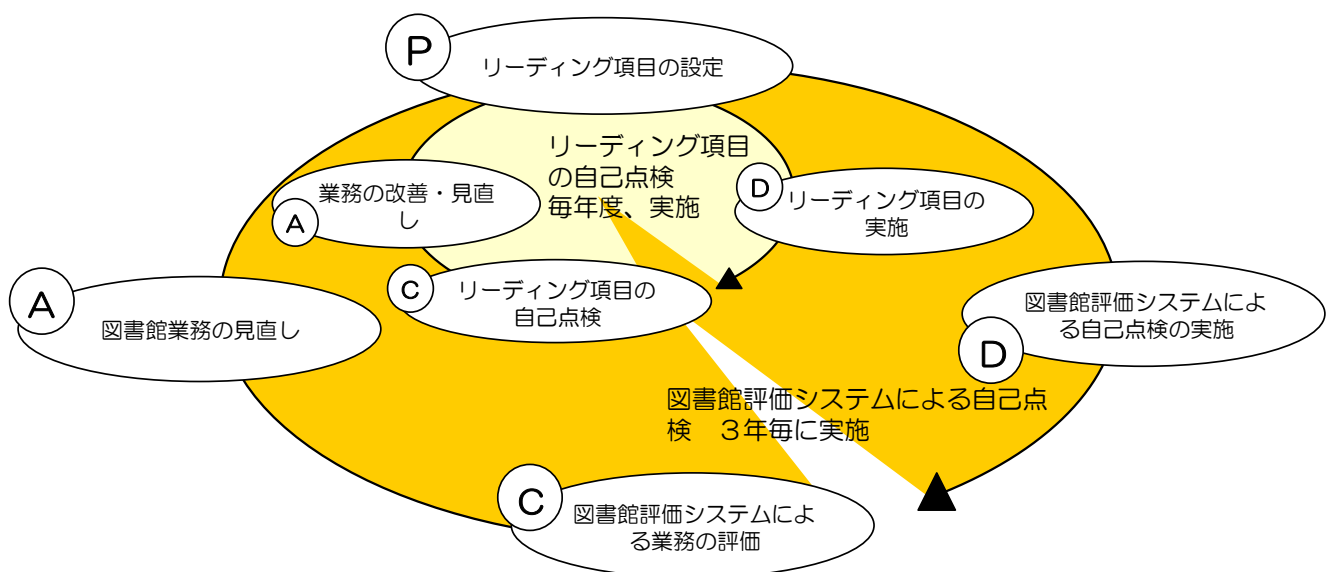 P
リーディング項目の設定
リーディング項目
の自己点検
毎年度、実施
業務の改善・見直
し
A
D
リーディング項目の
実施
C
リーディング項目の
自己点検
A
図書館業務の見直し
図書館評価システムによ
る自己点検の実施
D
図書館評価システムによる自己点
検　３年毎に実施
C
図書館評価システムによ
る業務の評価